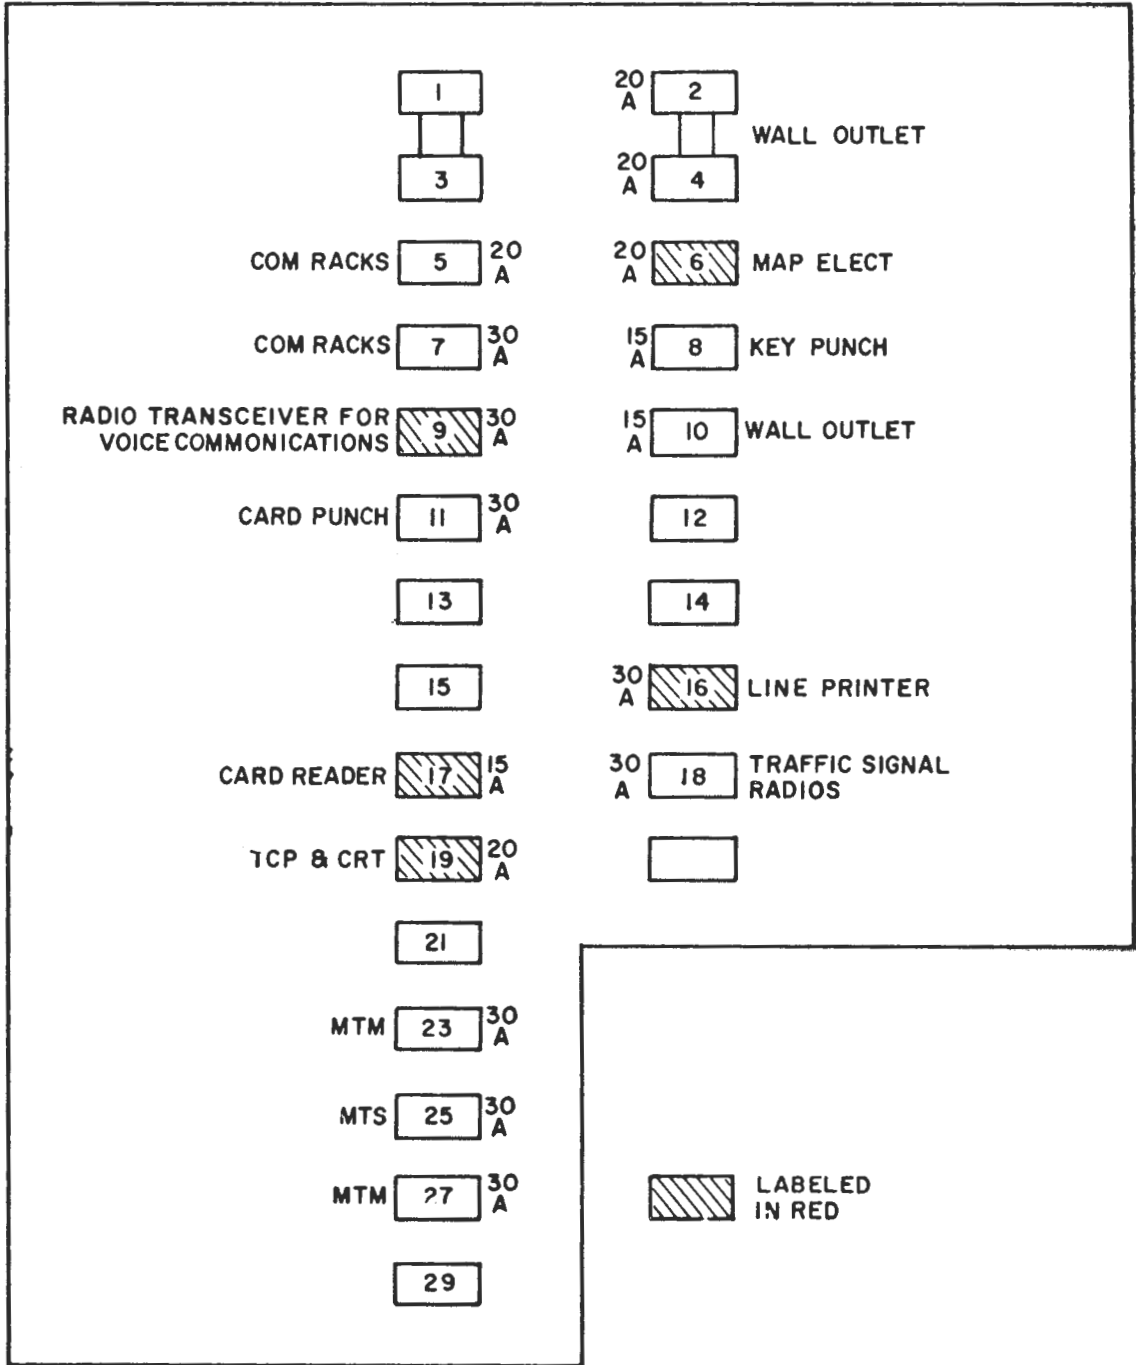 1
20 A 2
WALL OUTLET
3
20 A 4
COM RACKS 5 20 A
20 A 6 MAP ELECT
COM RACKS 7 30 A
15 A 8 KEY PUNCH
RADIO TRANSCEIVER FOR
VOICE COMMONICATIONS 9 30 A
15 A 10 WALL OUTLET
CARD PUNCH 11 30 A
12
13
14
15
30 A 16 LINE PRINTER
CARD READER 17 15 A
30 A 18 TRAFFIC SIGNAL
RADIOS
TCP & CRT 19 20 A
21
MTM 23 30 A
MTS 25 30 A
MTM 27 30 A
29
LABELED
IN RED